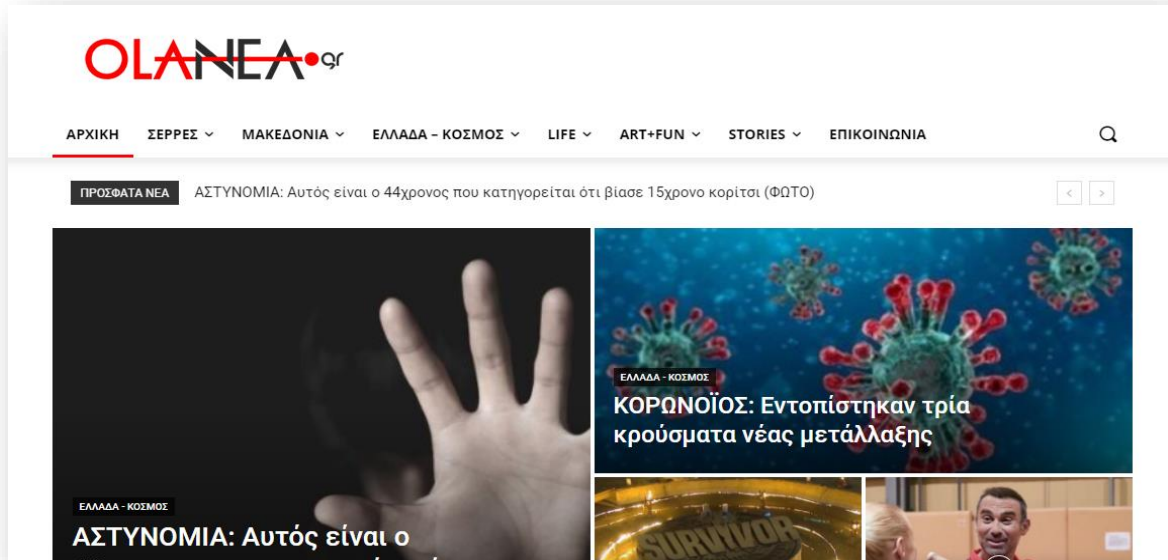 OLANEA.gr
ΑΡΧΙΚΗ ΣΕΡΡΕΣ ΜΑΚΕΔΟΝΙΑ ΕΛΛΑΔΑ – ΚΟΣΜΟΣ LIFE ART+FUN STORIES ΕΠΙΚΟΙΝΩΝΙΑ
ΠΡΟΣΦΑΤΑ ΝΕΑ ΑΣΤΥΝΟΜΙΑ: Αυτός είναι ο 44χρονος που κατηγορείται ότι βίασε 15χρονο κορίτσι (ΦΩΤΟ)
ΕΛΛΑΔΑ - ΚΟΣΜΟΣ
ΚΟΡΩΝΟΪΟΣ: Εντοπίστηκαν τρία
κρούσματα νέας μετάλλαξης
ΕΛΛΑΔΑ - ΚΟΣΜΟΣ
ΑΣΤΥΝΟΜΙΑ: Αυτός είναι ο
SURVIVOR